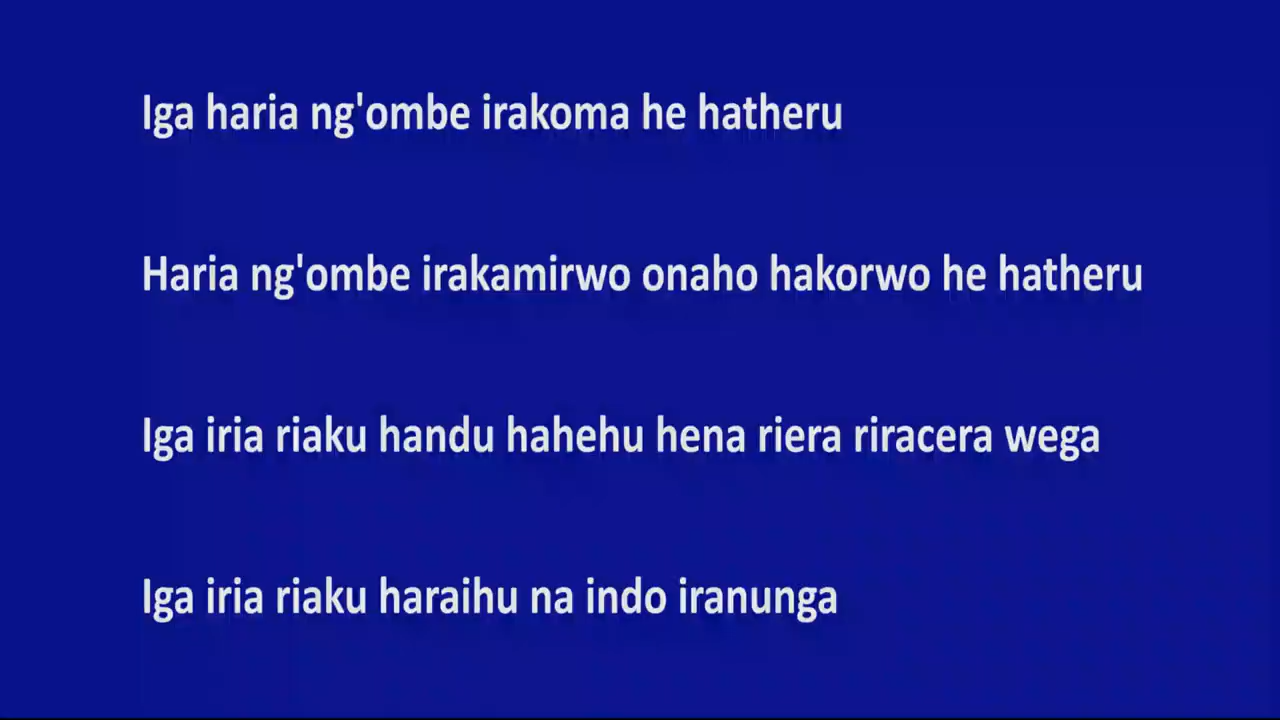 Iga haria ng'ombe irakoma he hatheru
Haria ng'ombe irakamirwo onaho hakorwo he hatheru
Iga iria riaku handu hahehu hena riera riracera wega
Iga iria riaku haraihu na indo iranunga